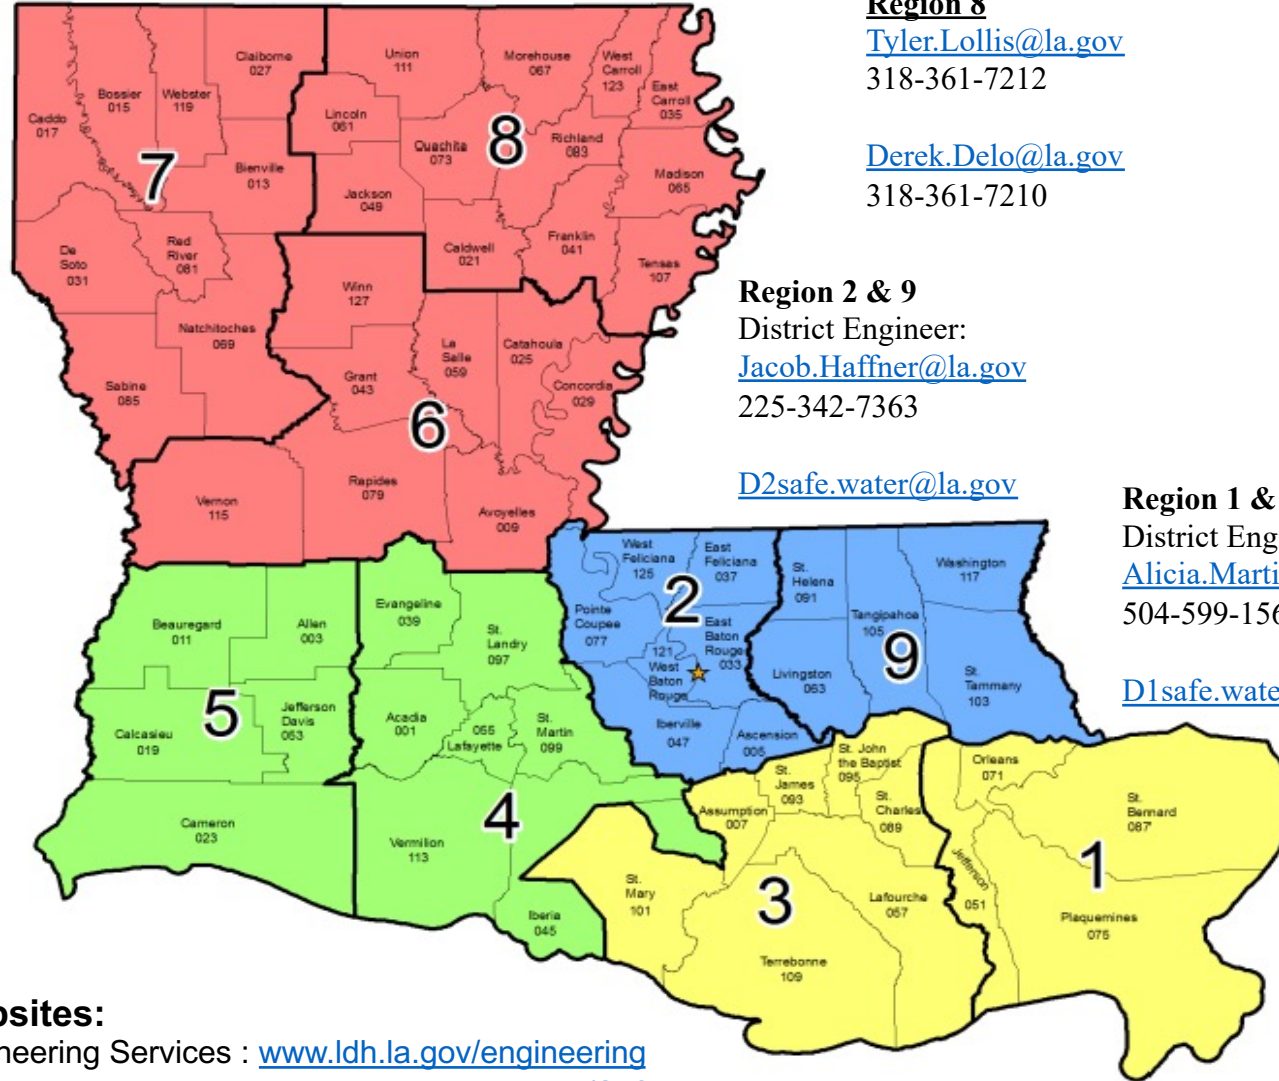 Region 8
Tyler.Lollis@la.gov
318-361-7212
Derek.Delo@la.gov
318-361-7210
Region 2 & 9
District Engineer:
Jacob.Haffner@la.gov
225-342-7363
D2safe.water@la.gov
Region 1 &
District Eng
Alicia.Marti
504-599-156
D1safe.wate
Caddo
017
Bossier
015
Webster
119
Claiborne
027
Bienville
013
7
De
Soto
031
Red
River
081
Natchitoches
069
Sabine
085
Union
111
Morehouse
067
West
Carroll
123
East
Carroll
035
Lincoln
061
Ouachita
073
8
Richland
083
Madison
065
Jackson
049
Caldwell
021
Franklin
041
Tensas
107
Winn
127
Grant
043
La
Salle
059
Catahoula
025
Concordia
029
6
Vernon
115
Rapides
079
Avoyelles
009
Beauregard
011
Allen
003
5
Calcasieu
019
Jefferson
Davis
053
Cameron
023
Evangeline
039
St.
Landry
097
Acadia
001
055
Lafayette
St.
Martin
099
4
Vermilion
113
Iberia
045
West
Feliciana
125
East
Feliciana
037
2
Pointe
Coupee
077
121
West
Baton
Rouge
East
Baton
Rouge
033
Iberville
047
Ascension
005
St.
Helena
091
Tangipahoa
105
Washington
117
9
Livingston
063
St.
Tammany
103
St. John
the Baptist
095
St.
James
093
Assumption
007
St.
Charles
089
St.
Mary
101
3
Lafourche
057
Terrebonne
109
Orleans
071
St.
Bernard
087
1
Jefferson
051
Plaquemines
075
osites:
neering Services : www.ldh.la.gov/engineering